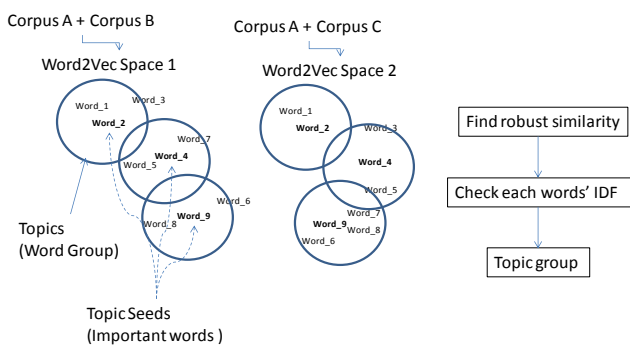 Corpus A + Corpus B
Word2Vec Space 1
Word_1
Word_3
Word_2
Word_7
Word_4
Word_5
Word_6
Word_9
Word_8
Topics
(Word Group)
Topic Seeds
(Important words )
Corpus A + Corpus C
Word2Vec Space 2
Word_1
Word_2
Word_3
Word_4
Word_5
Word_7
Word_9
Word_8
Word_6
Find robust similarity
Check each words' IDF
Topic group